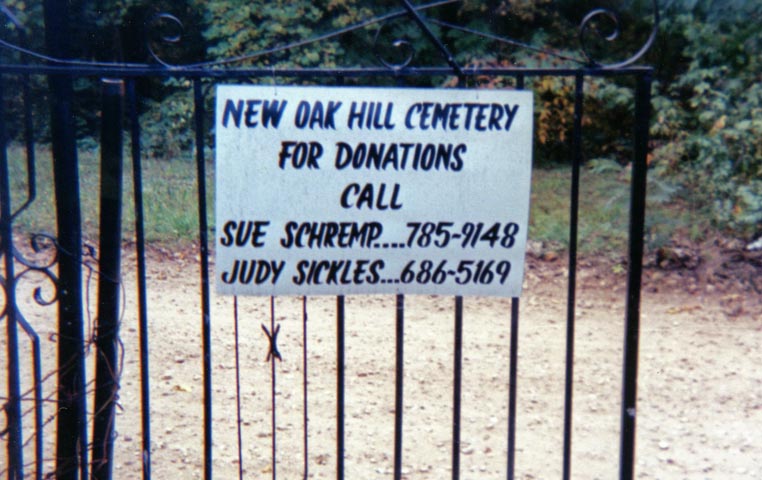 NEW OAK HILL CEMETERY
FOR DONATIONS
CALL
SUE SCHREMP....785-9148
JUDY SICKLES...686-5169